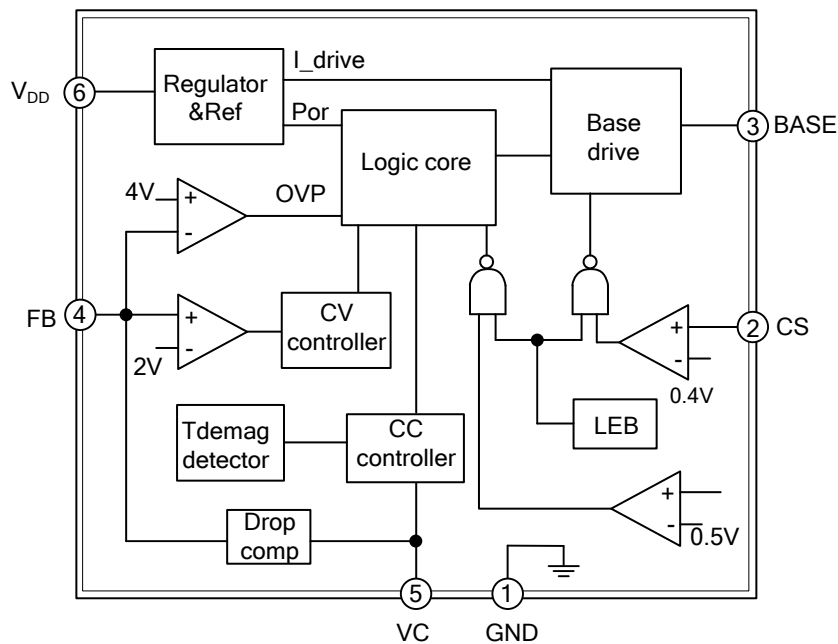 I_drive
Regulator
&Ref
VDD
6
Por
Base
drive
3
BASE
Logic core
4V
+
-
OVP
FB
4
+
-
2V
CV
controller
+
-
2
CS
0.4V
LEB
Tdemag
detector
CC
controller
+
-
0.5V
Drop
comp
5
VC
1
GND